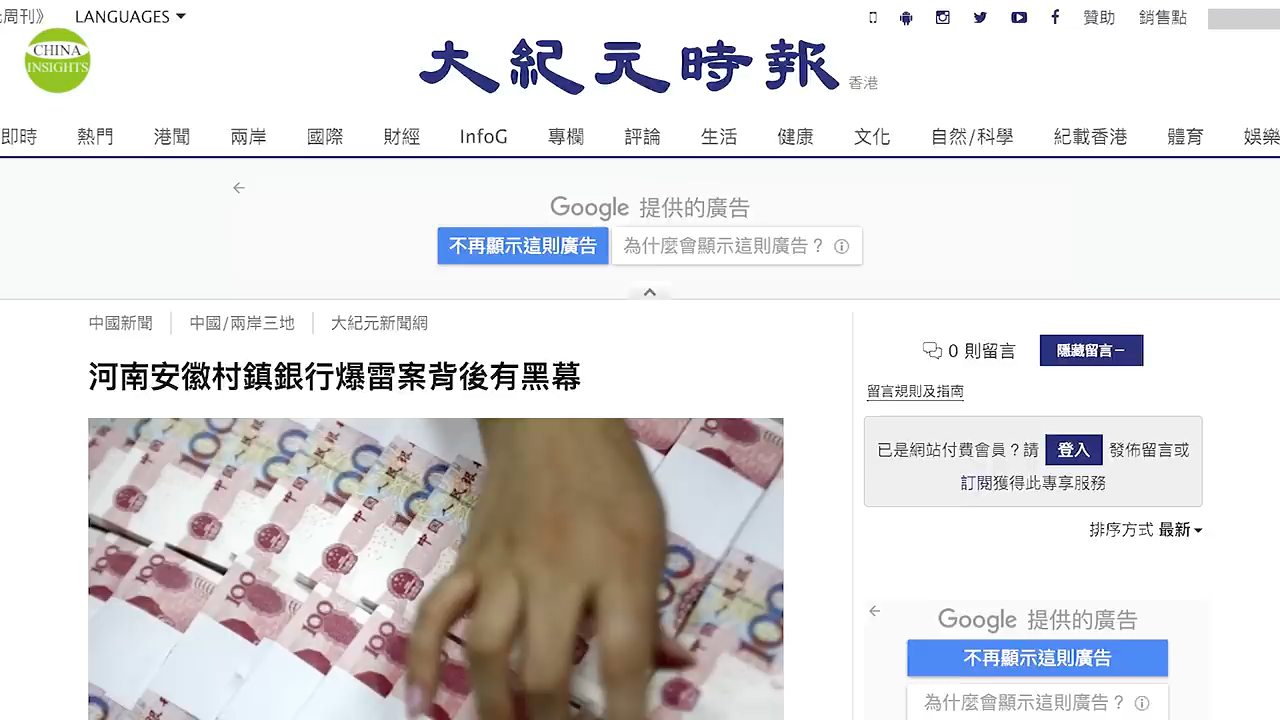 元周刊》 LANGUAGES 贊助 銷售點
CHINA
INSIGHTS
大紀元時報 香港
即時 熱門 港聞 兩岸 國際 財經 InfoG 專欄 評論 生活 健康 文化 自然/科學 紀載香港 體育 娛樂
Google 提供的廣告
不再顯示這則廣告 為什麼會顯示這則廣告？
中國新聞 中國/兩岸三地 大紀元新聞網
河南安徽村鎮銀行爆雷案背後有黑幕
0 則留言 隱藏留言－
留言規則及指南
已是網站付費會員？請 登入 發佈留言或
訂閱獲得此專享服務
排序方式 最新
Google 提供的廣告
不再顯示這則廣告
為什麼會顯示這則廣告？